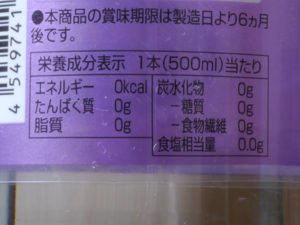 ●本商品の賞味期限は製造日より6ヵ月
後です。
栄養成分表示 1本(500ml)当たり
エネルギー 0kcal
たんぱく質 0g
脂質 0g
炭水化物 0g
－糖質 0g
－食物繊維 0g
食塩相当量 0.0g
4 540741